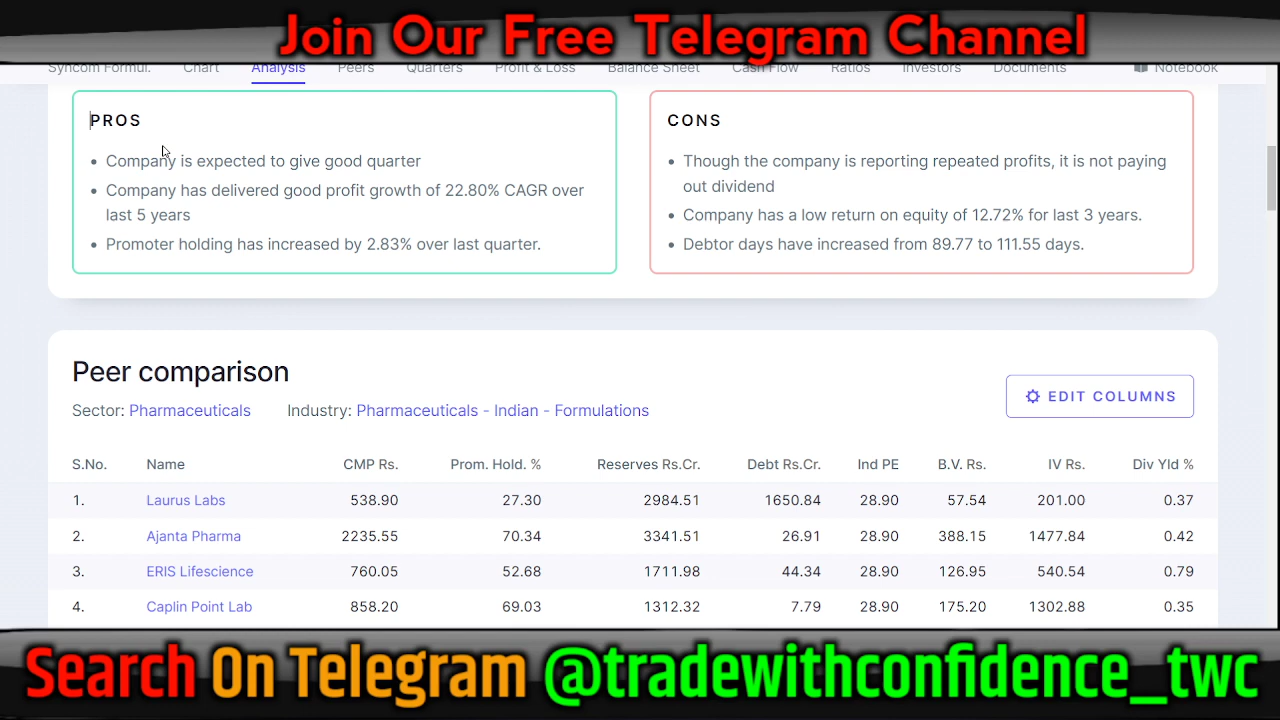 Join Our Free Telegram Channel
Syncom Formul. Chart Analysis Peers Quarters Profit & Loss Balance Sheet Cash Flow Ratios Investors Documents Notebook
PROS
Company is expected to give good quarter
Company has delivered good profit growth of 22.80% CAGR over
last 5 years
Promoter holding has increased by 2.83% over last quarter.
CONS
Though the company is reporting repeated profits, it is not paying
out dividend
Company has a low return on equity of 12.72% for last 3 years.
Debtor days have increased from 89.77 to 111.55 days.
Peer comparison
Sector: Pharmaceuticals Industry: Pharmaceuticals - Indian - Formulations
EDIT COLUMNS
S.No. Name CMP Rs. Prom. Hold. % Reserves Rs.Cr. Debt Rs.Cr. Ind PE B.V. Rs. IV Rs. Div Yld %
1. Laurus Labs 538.90 27.30 2984.51 1650.84 28.90 57.54 201.00 0.37
2. Ajanta Pharma 2235.55 70.34 3341.51 26.91 28.90 388.15 1477.84 0.42
3. ERIS Lifescience 760.05 52.68 1711.98 44.34 28.90 126.95 540.54 0.79
4. Caplin Point Lab 858.20 69.03 1312.32 7.79 28.90 175.20 1302.88 0.35
Search On Telegram @tradewithconfidence_twc